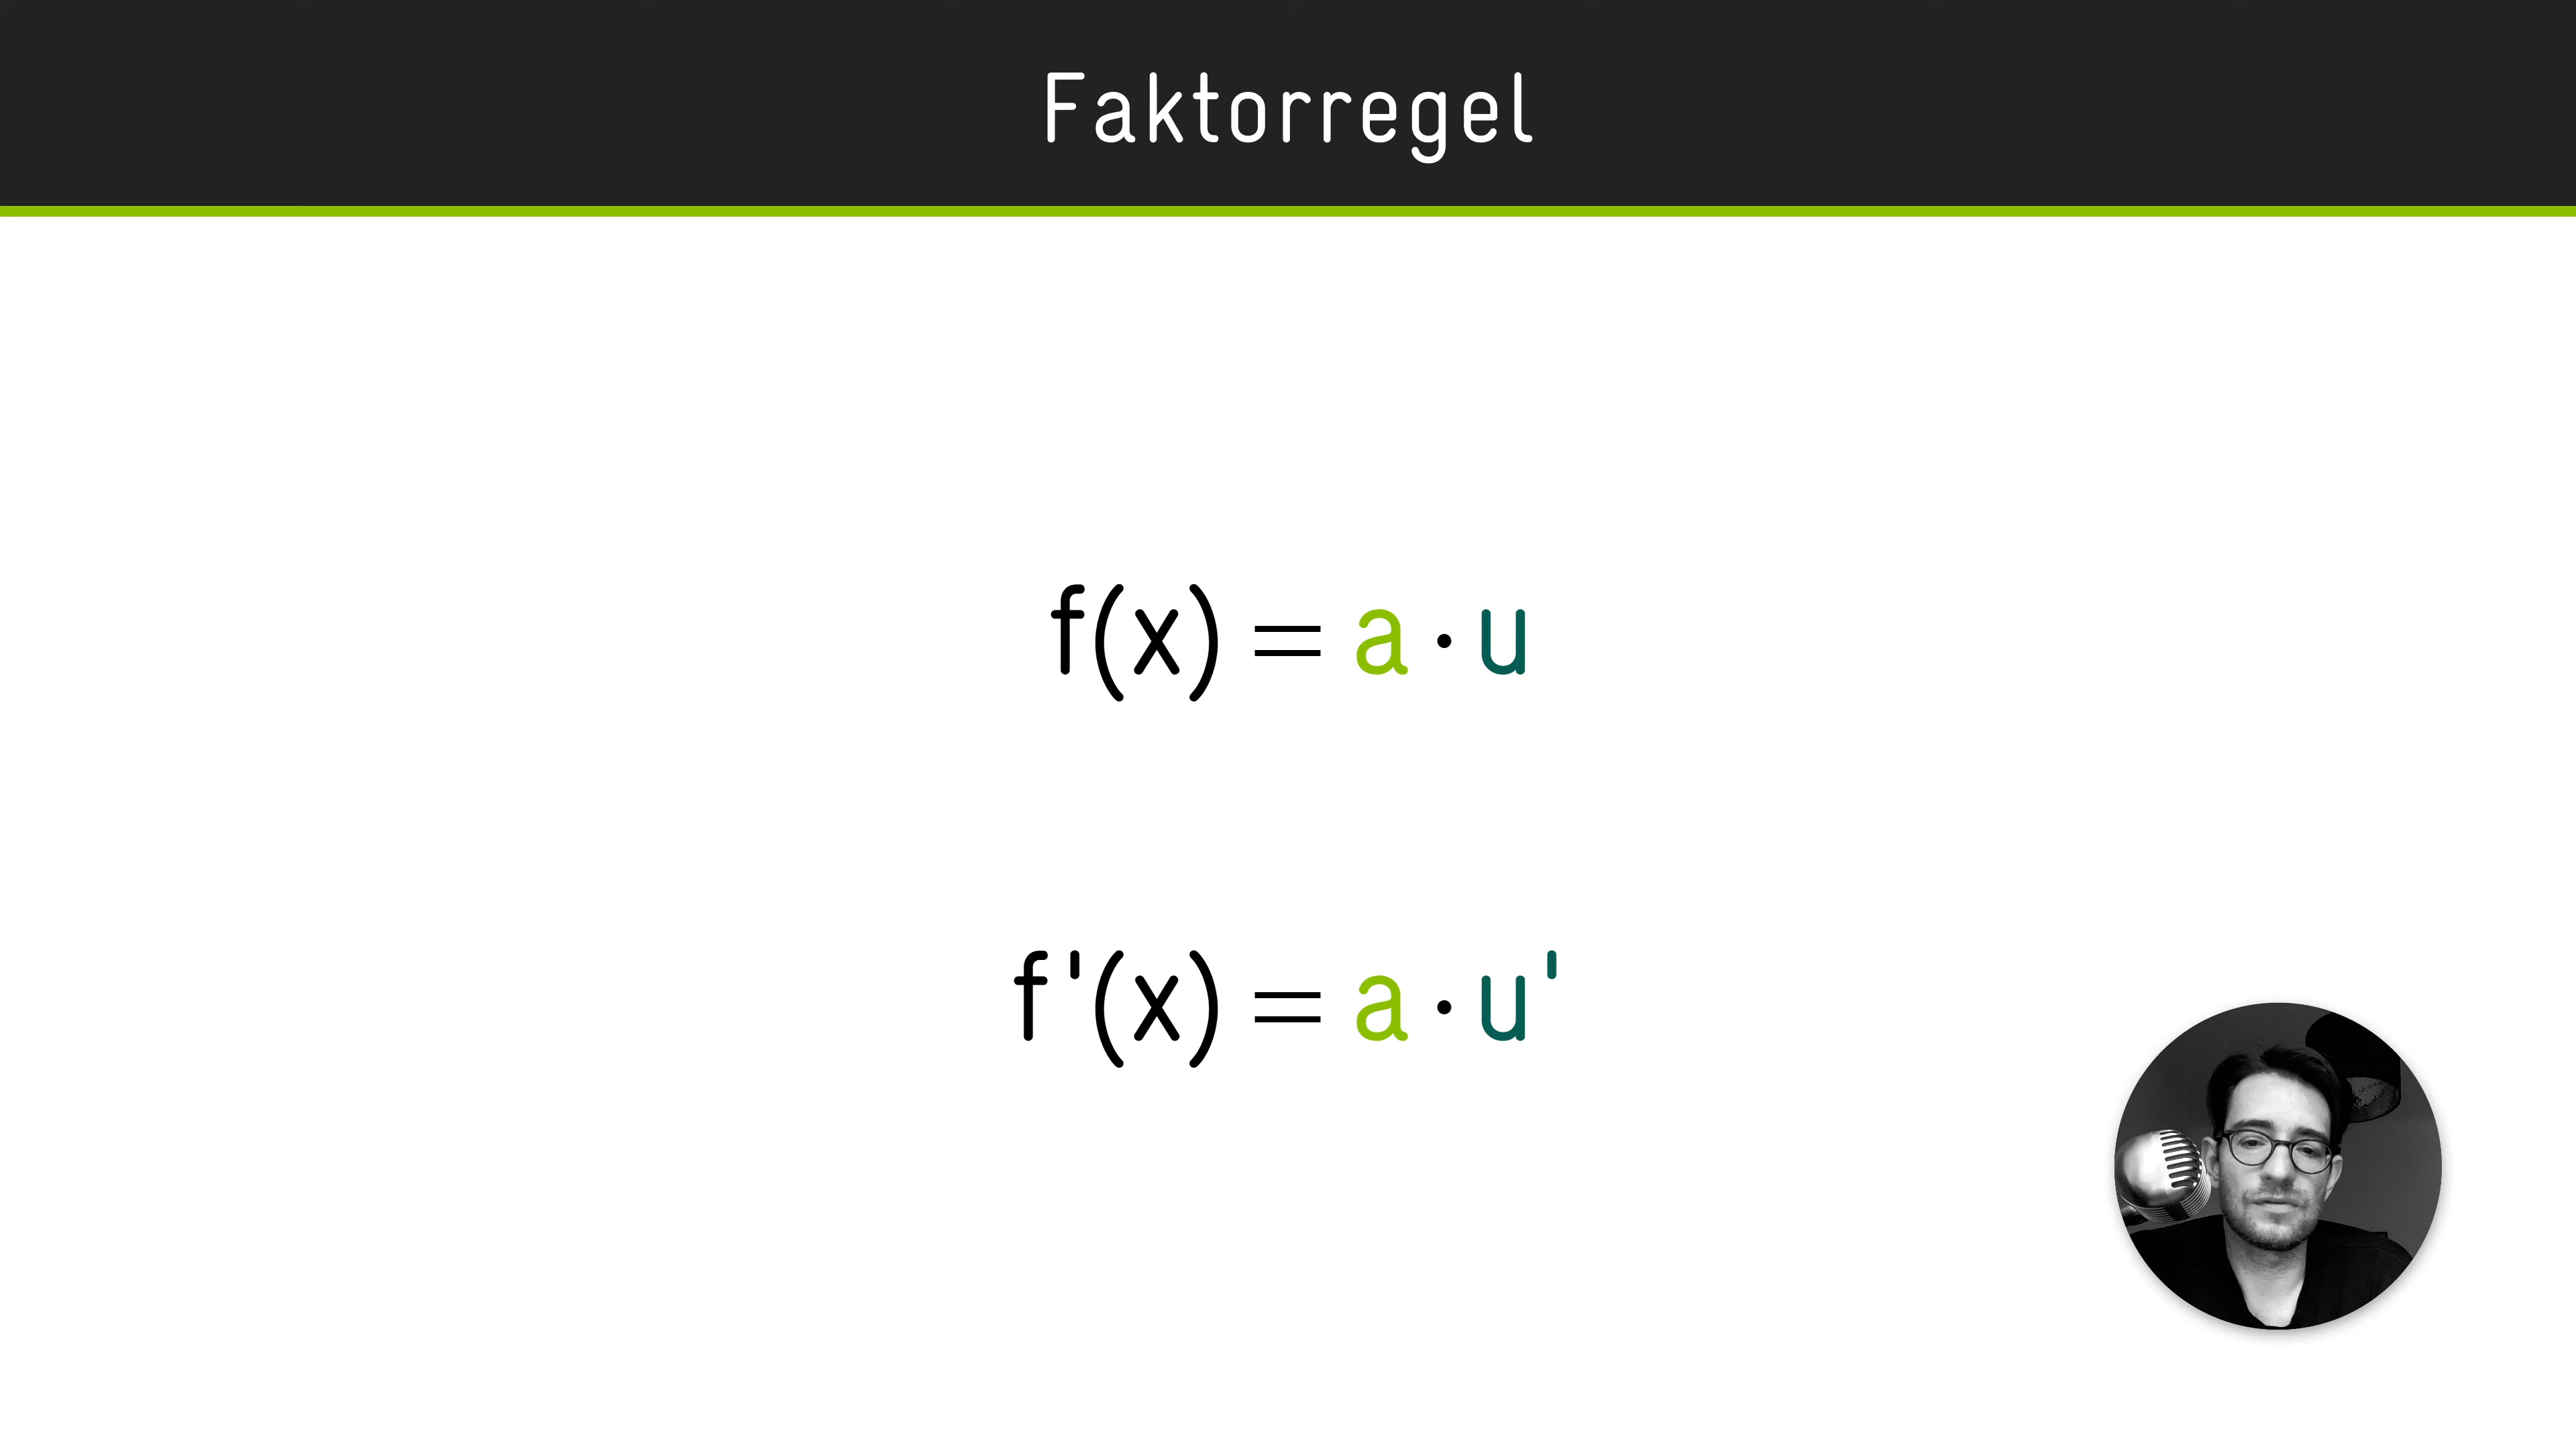 Faktorregel
f(x) = a · u
f'(x) = a · u'